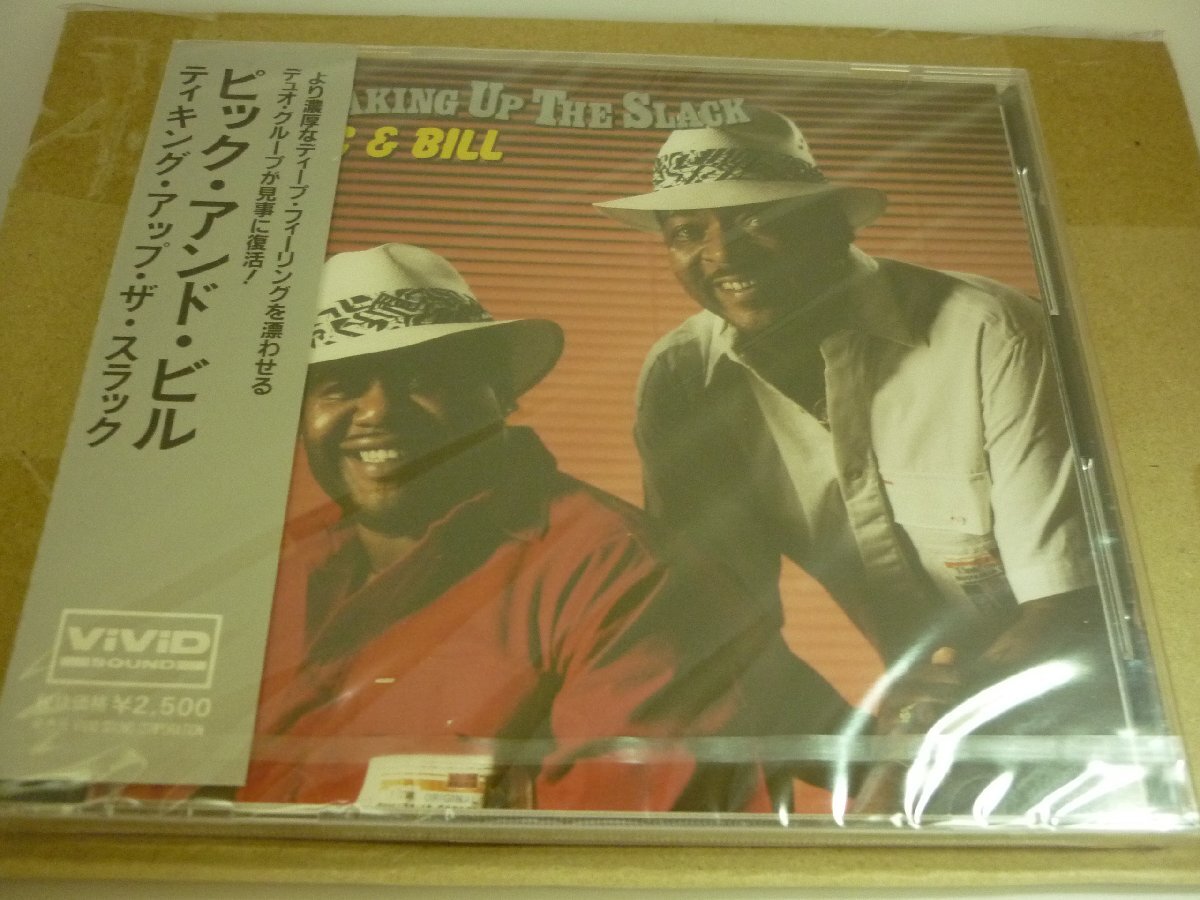 より濃厚なディープ・フィーリングを漂わせる
デュオ・グループが見事に復活！
ピック・アンド・ビル
テイキング・アップ・ザ・スラック
AKING UP THE SLACK
& BILL
ViViD
SOUND
¥2,500